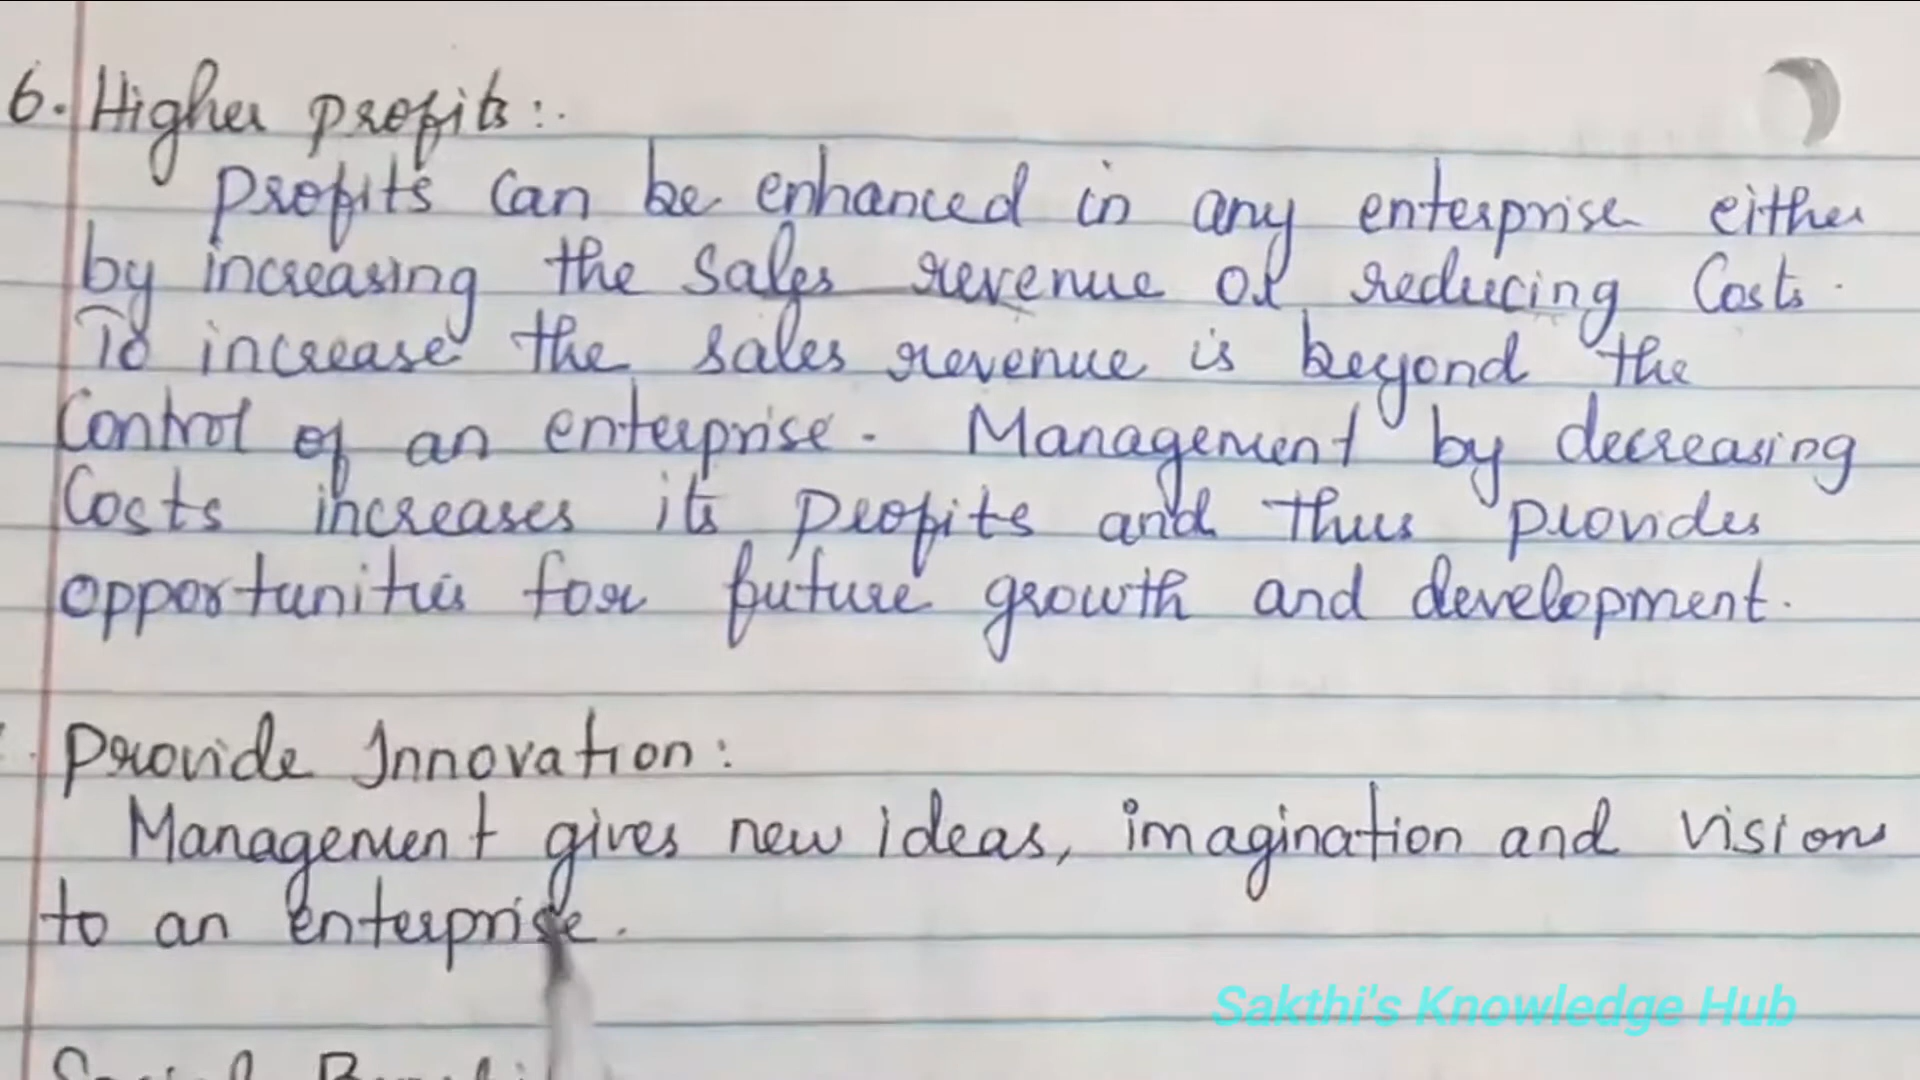 6. Higher profits:.
Profits can be enhanced in any enterprise either
by increasing the sales revenue or reducing Costs.
To increase the sales revenue is beyond the
Control of an enterprise. Management by decreasing
Costs increases its profits and thus provides
opportunities for future growth and development.
Provide Innovation:
Management gives new ideas, imagination and vision
to an enterprise.
Sakthi's Knowledge Hub